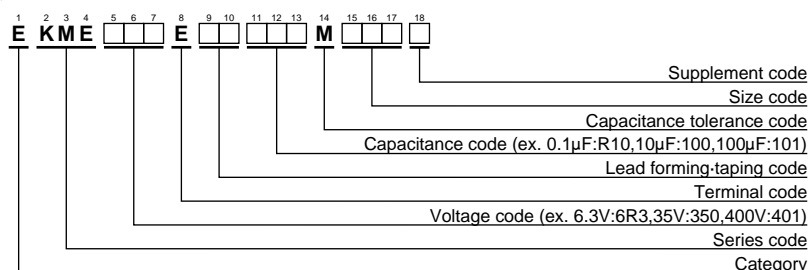 1 2 3 4 5 6 7 8 9 10 11 12 13 14 15 16 17 18
E KME □□□ E □□ □□□ M □□□ □
Supplement code
Size code
Capacitance tolerance code
Capacitance code (ex. 0.1µF:R10,10µF:100,100µF:101)
Lead forming·taping code
Terminal code
Voltage code (ex. 6.3V:6R3,35V:350,400V:401)
Series code
Category